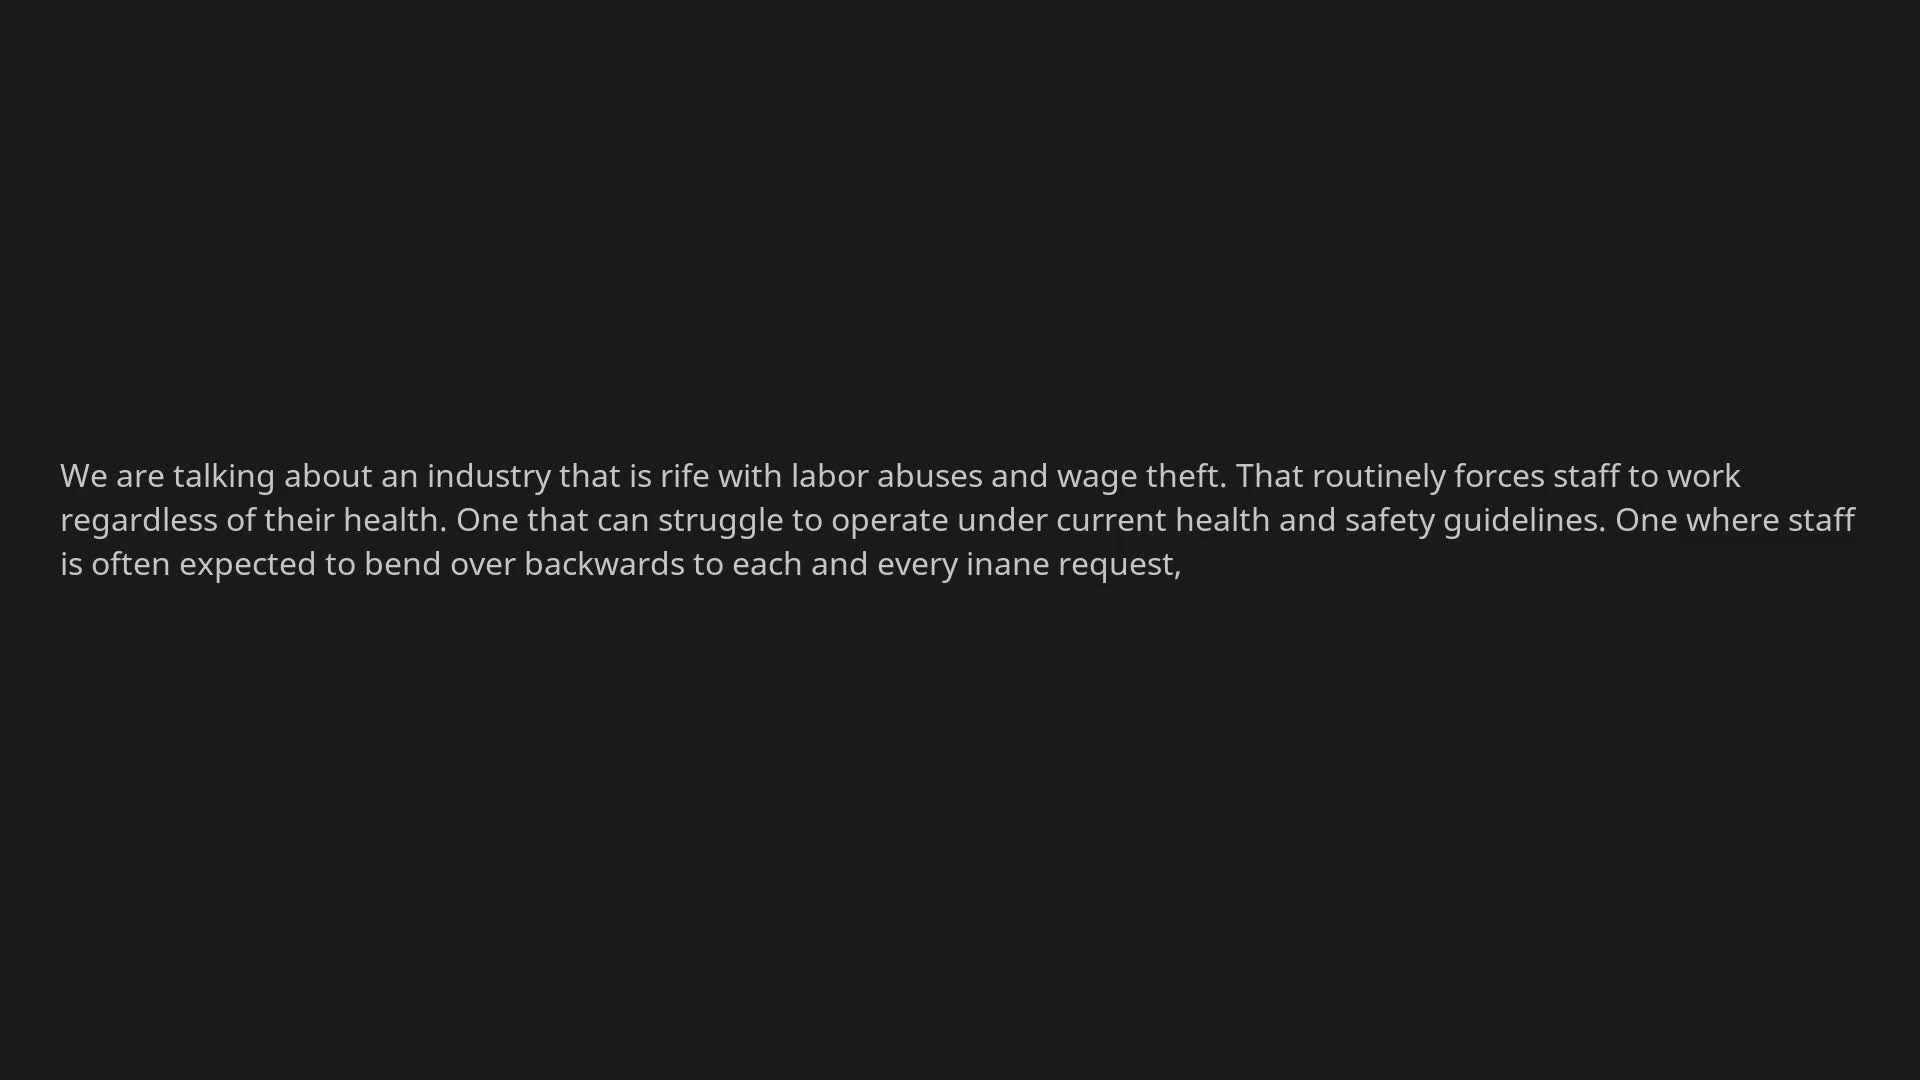 We are talking about an industry that is rife with labor abuses and wage theft. That routinely forces staff to work
regardless of their health. One that can struggle to operate under current health and safety guidelines. One where staff
is often expected to bend over backwards to each and every inane request,